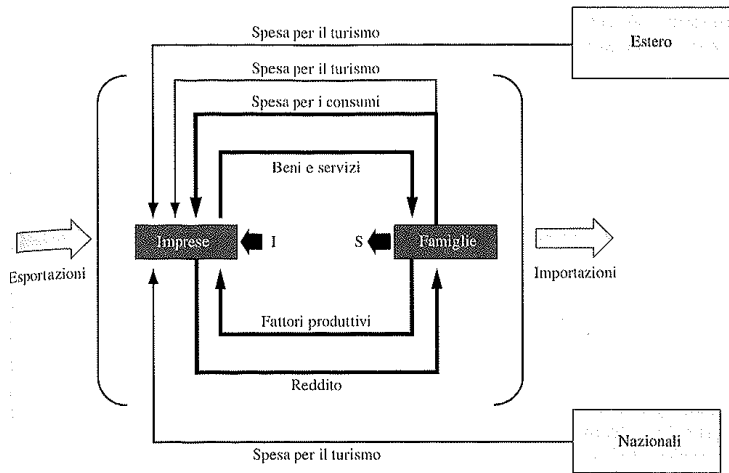 Spesa per il turismo
Estero
Spesa per il turismo
Spesa per i consumi
Beni e servizi
Imprese
I
S
Famiglie
Esportazioni
Importazioni
Fattori produttivi
Reddito
Spesa per il turismo
Nazionali